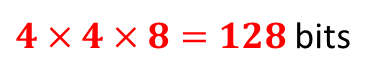 4 × 4 × 8 = 128 bits